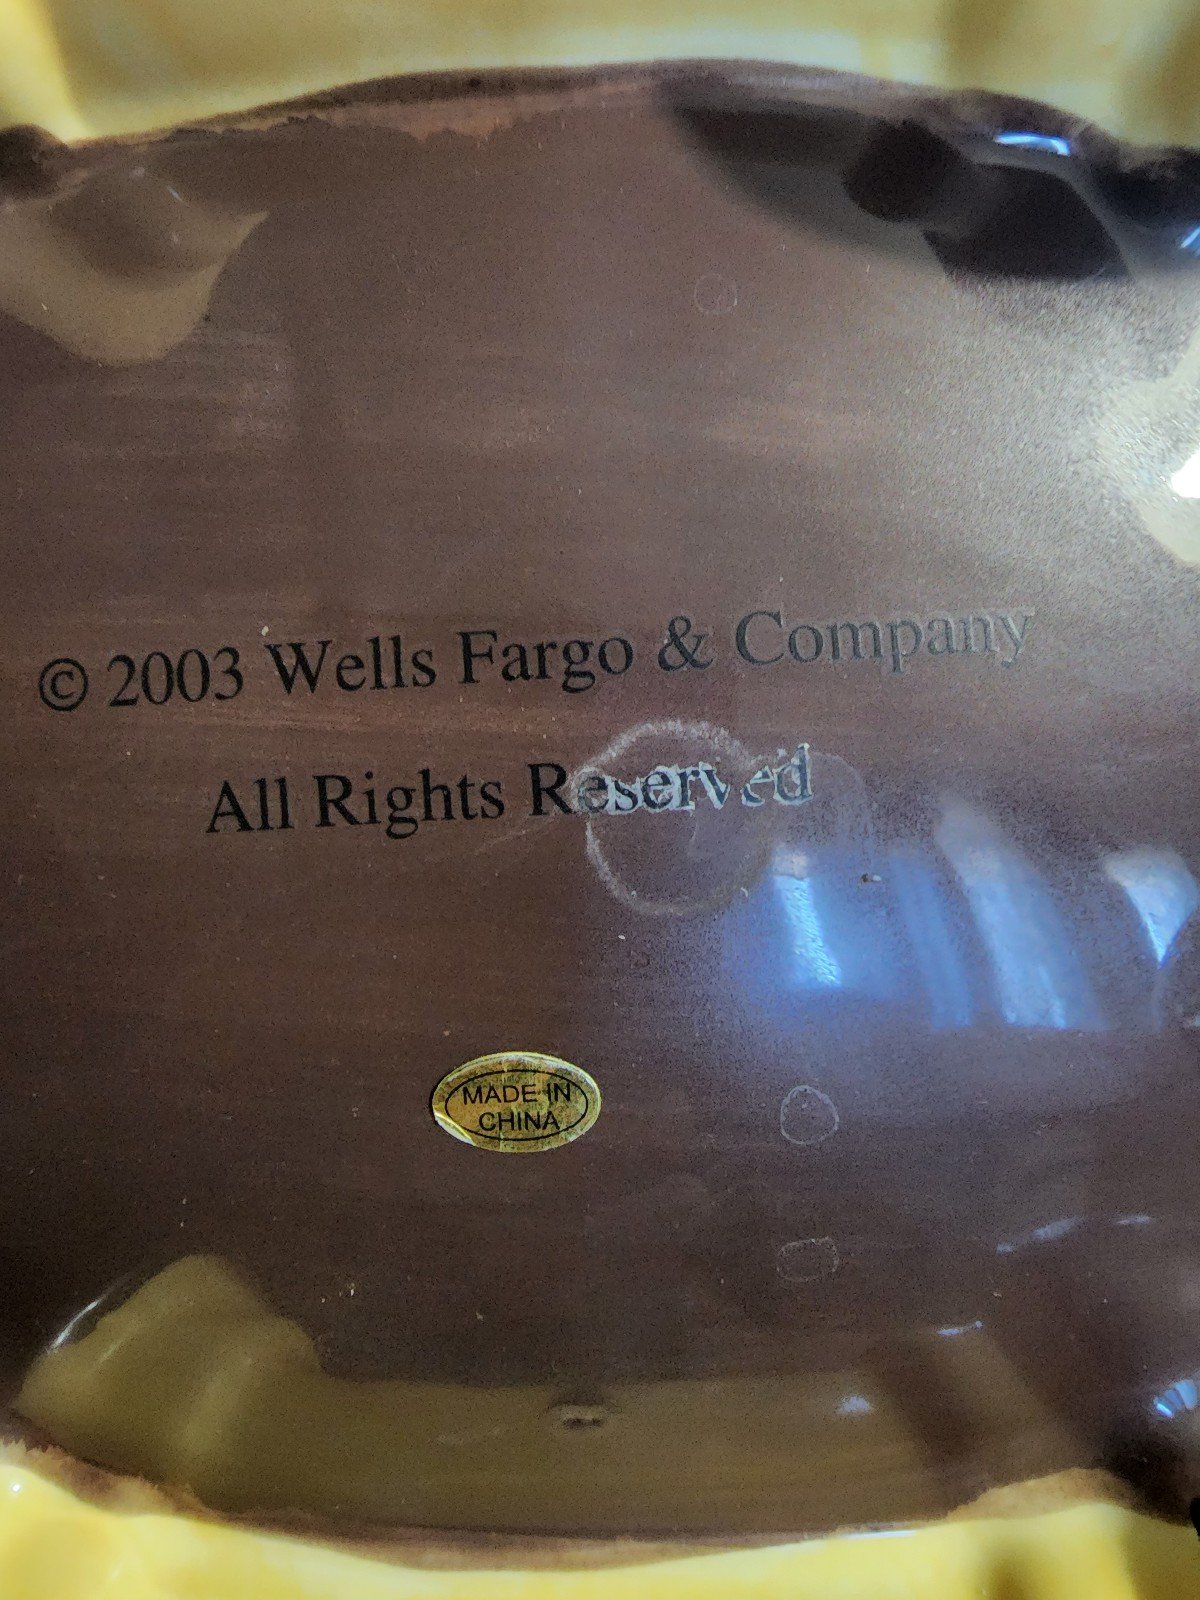 © 2003 Wells Fargo & Company
All Rights Reserved
MADE IN
CHINA